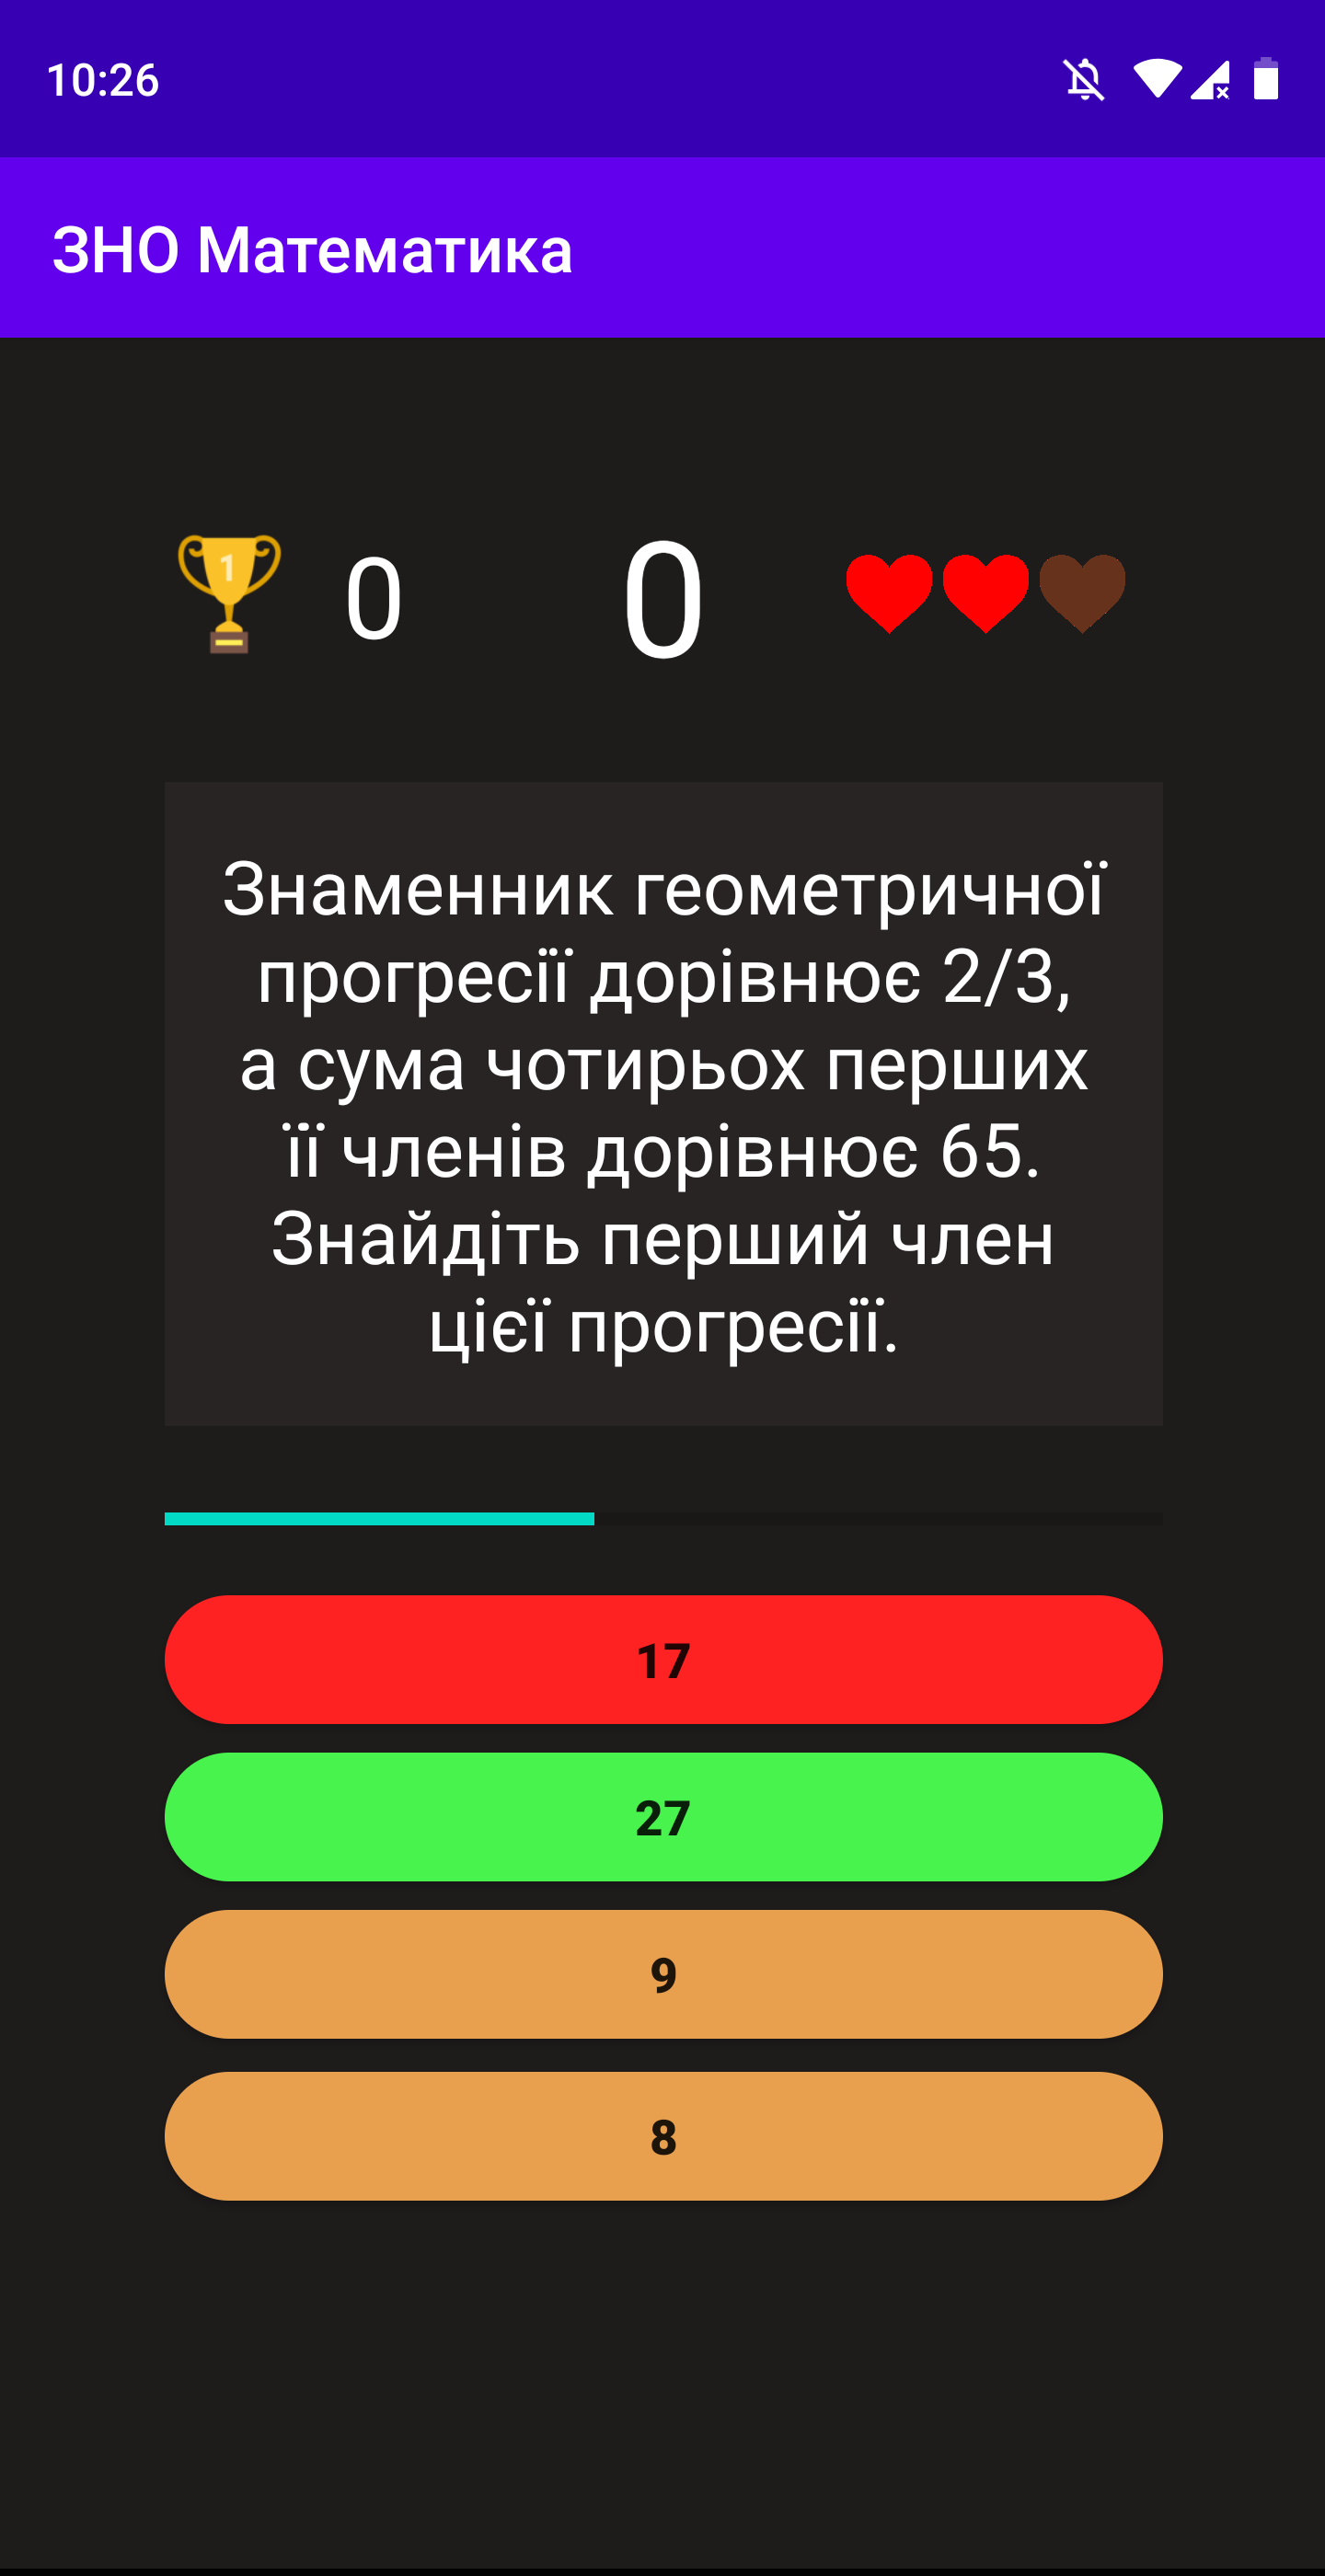 10:26
ЗНО Математика
1
0
0
Знаменник геометричної
прогресії дорівнює 2/3,
а сума чотирьох перших
її членів дорівнює 65.
Знайдіть перший член
цієї прогресії.
17
27
9
8